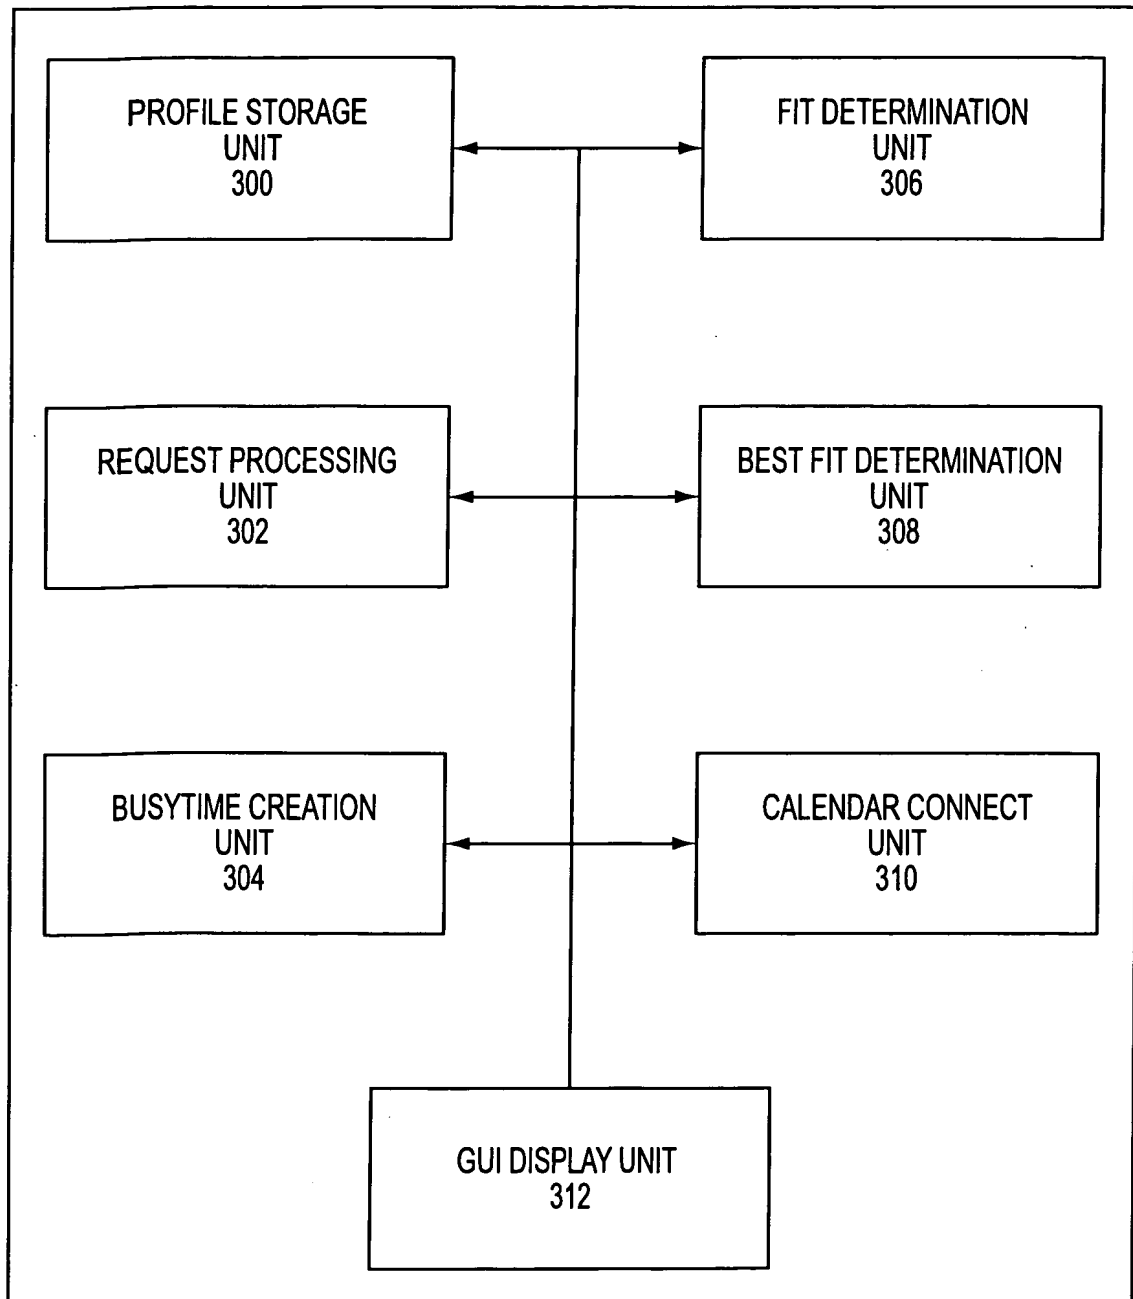 PROFILE STORAGE
UNIT
300
FIT DETERMINATION
UNIT
306
REQUEST PROCESSING
UNIT
302
BEST FIT DETERMINATION
UNIT
308
BUSYTIME CREATION
UNIT
304
CALENDAR CONNECT
UNIT
310
GUI DISPLAY UNIT
312